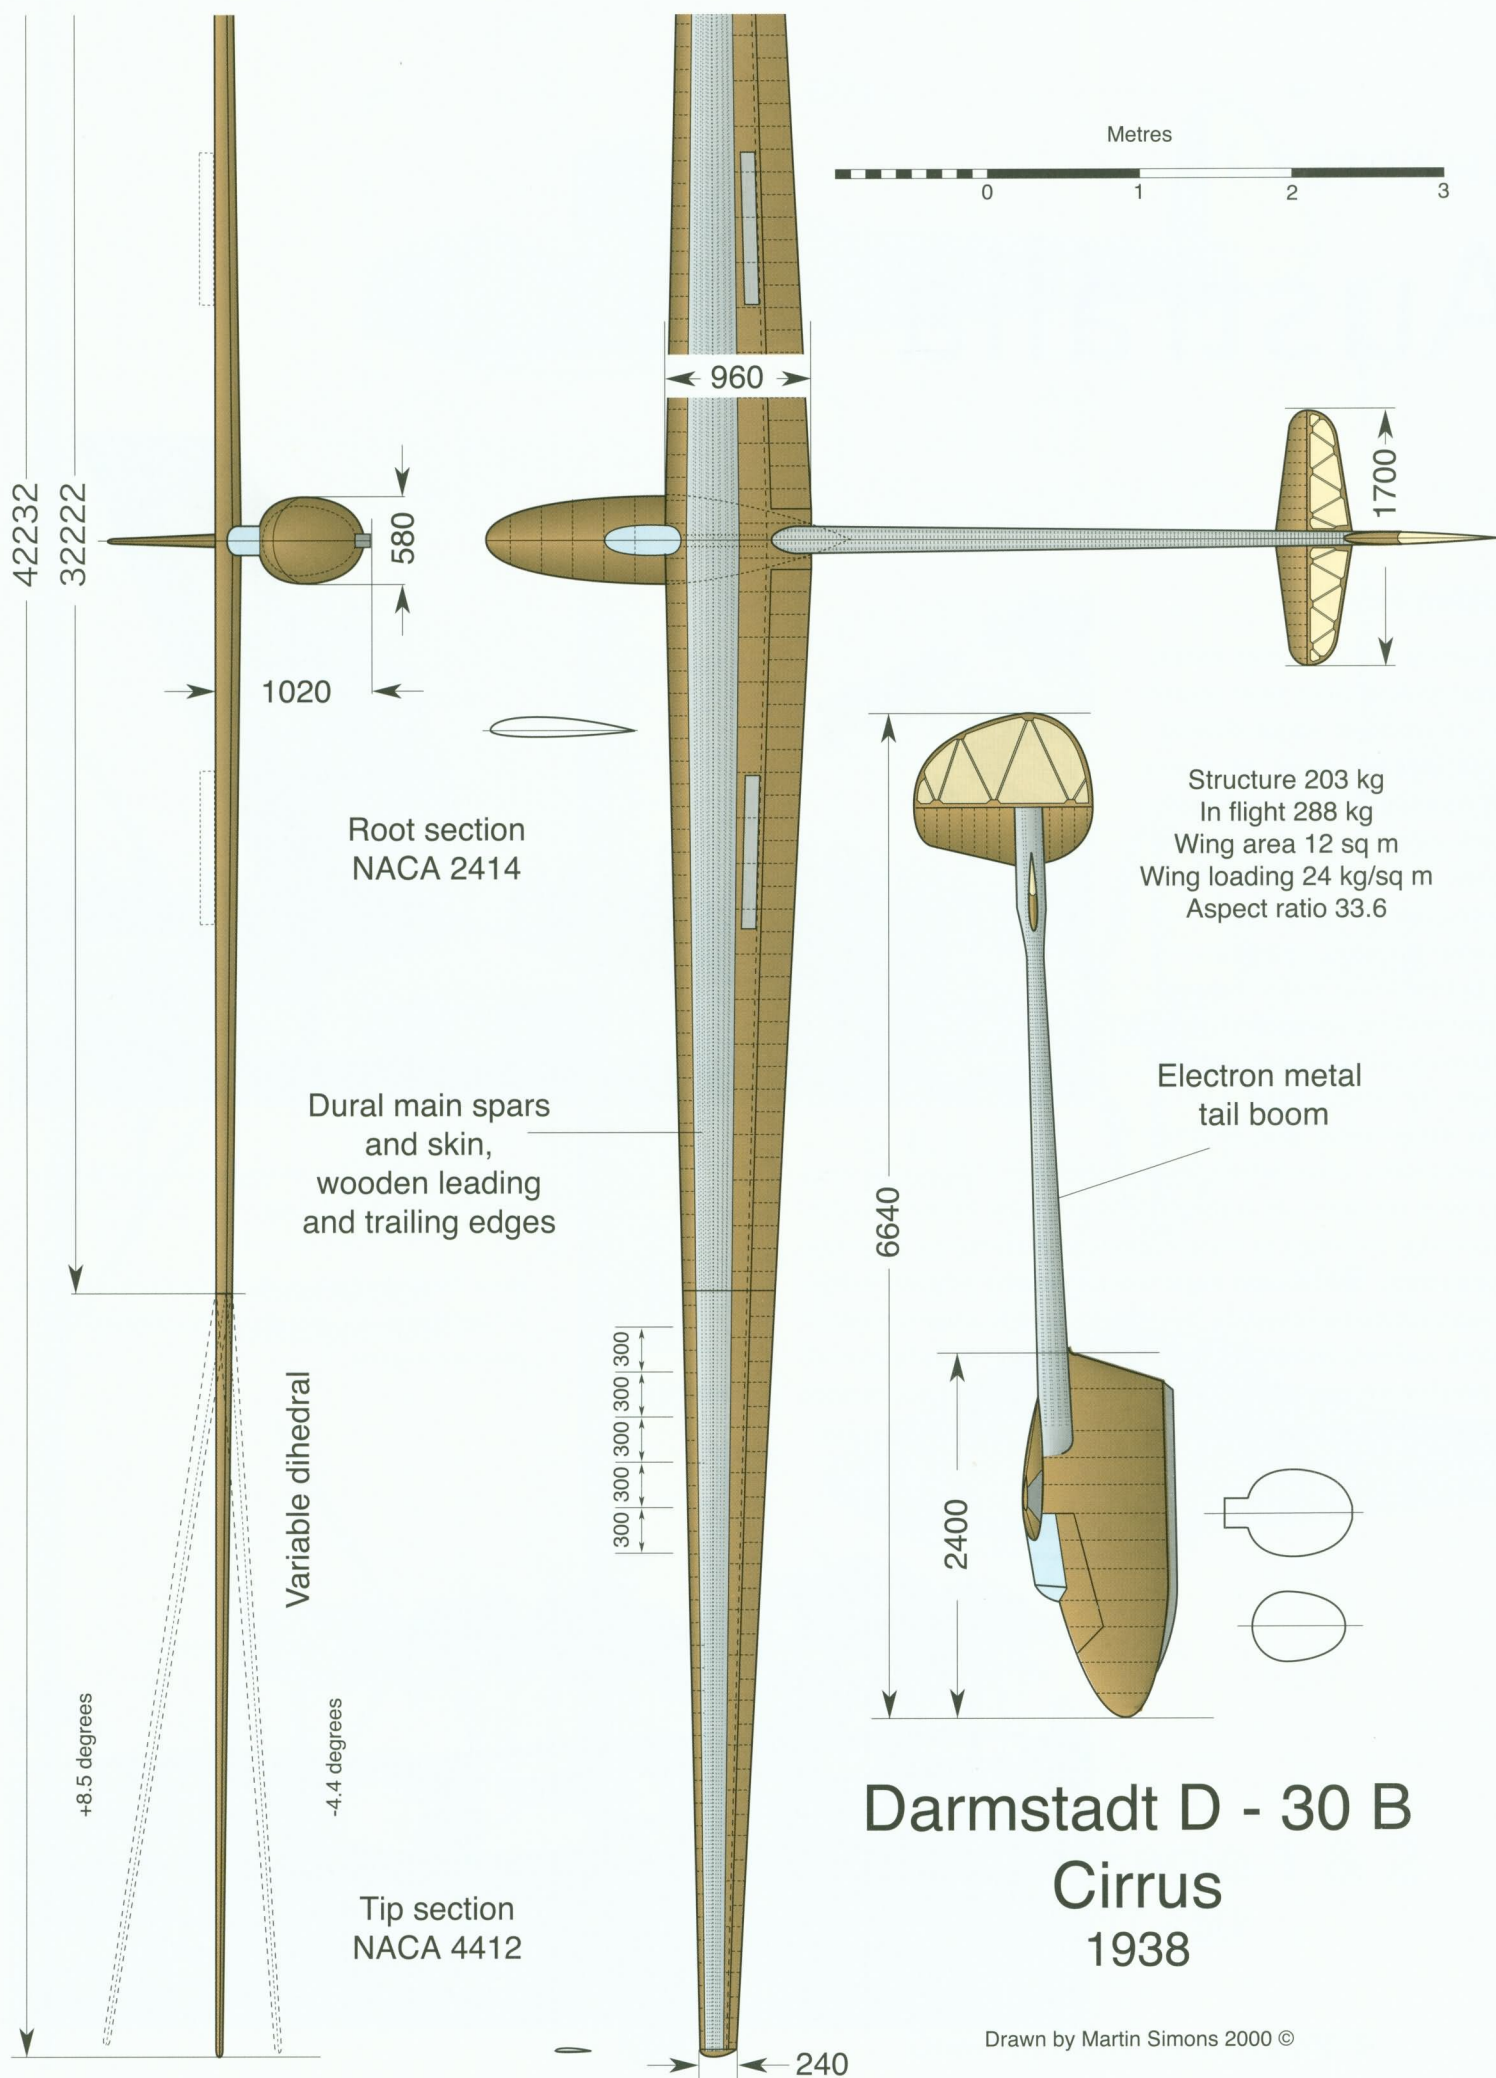 Metres
0 1 2 3
960
42232
32222
580
1700
1020
Root section
NACA 2414
Structure 203 kg
In flight 288 kg
Wing area 12 sq m
Wing loading 24 kg/sq m
Aspect ratio 33.6
Dural main spars
and skin,
wooden leading
and trailing edges
Electron metal
tail boom
6640
300
300
300
300
300
Variable dihedral
2400
+8.5 degrees
-4.4 degrees
Tip section
NACA 4412
240
Darmstadt D - 30 B
Cirrus
1938
Drawn by Martin Simons 2000 ©